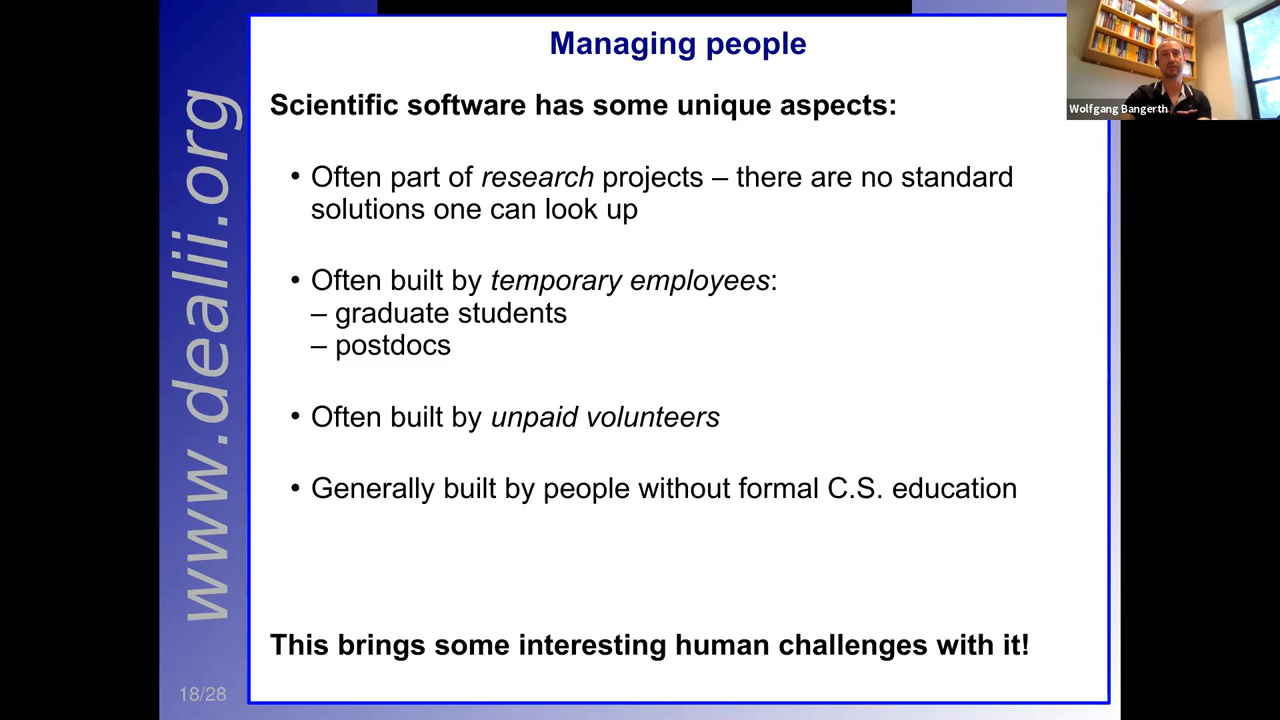 Managing people
Wolfgang Bangerth
Scientific software has some unique aspects:
• Often part of research projects – there are no standard
solutions one can look up
• Often built by temporary employees:
– graduate students
– postdocs
• Often built by unpaid volunteers
• Generally built by people without formal C.S. education
This brings some interesting human challenges with it!
www.dealii.org
18/28